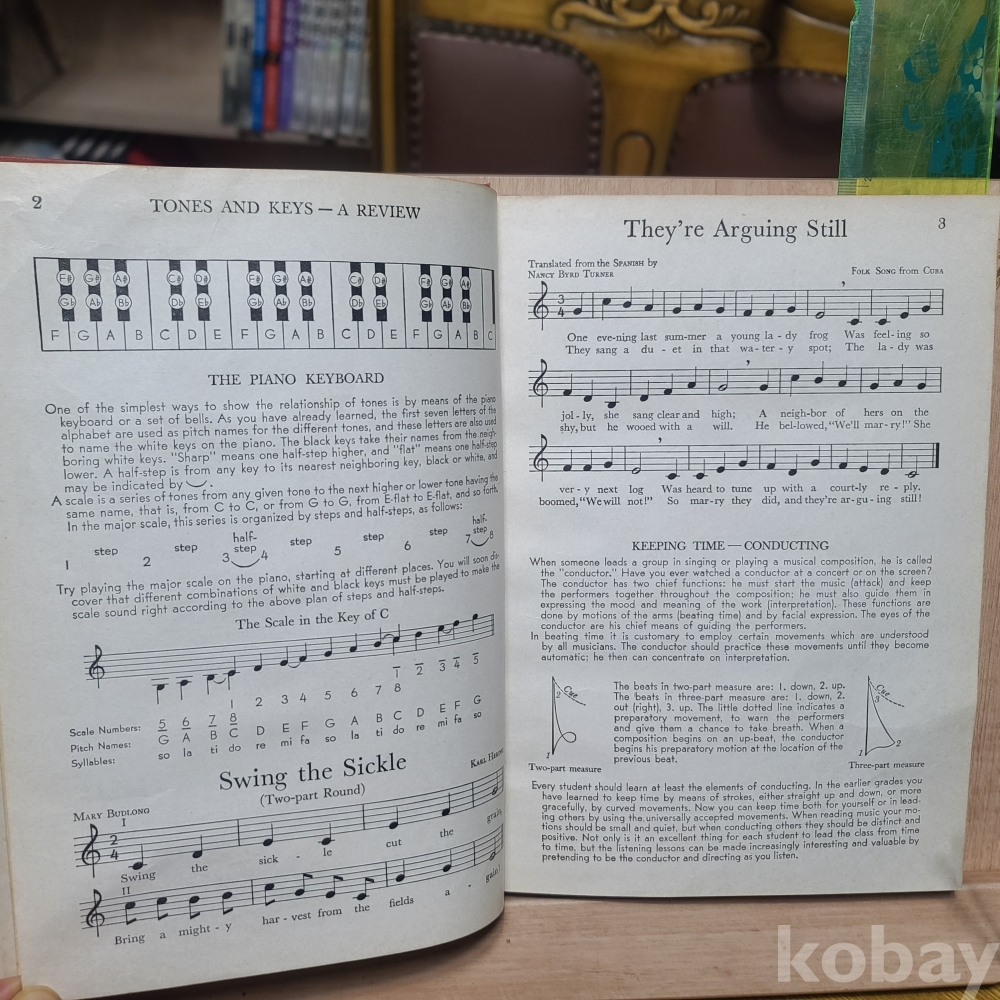 2
TONES AND KEYS — A REVIEW
F♯ G♯ A♯ C♯ D♯ F♯ G♯ A♯ C♯ D♯ F♯ G♯ A♯
G♭ A♭ B♭ D♭ E♭ G♭ A♭ B♭ D♭ E♭ G♭ A♭ B♭
F G A B C D E F G A B C D E F G A B C
THE PIANO KEYBOARD
One of the simplest ways to show the relationship of tones is by means of the piano
keyboard or a set of bells. As you have already learned, the first seven letters of the
alphabet are used as pitch names for the different tones, and these letters are also used
to name the white keys on the piano. The black keys take their names from the neigh-
boring white keys. "Sharp" means one half-step higher, and "flat" means one half-step
lower. A half-step is from any key to its nearest neighboring key, black or white, and
may be indicated by ‿.
A scale is a series of tones from any given tone to the next higher or lower tone having the
same name, that is, from C to C, or from G to G, from E-flat to E-flat, and so forth.
In the major scale, this series is organized by steps and half-steps, as follows:
1 step 2 step 3 half-step 4 step 5 step 6 step 7 half-step 8
Try playing the major scale on the piano, starting at different places. You will soon dis-
cover that different combinations of white and black keys must be played to make the
scale sound right according to the above plan of steps and half-steps.
The Scale in the Key of C
1 2 3 4 5
Scale Numbers: 5 6 7 8 1 2 3 4 5 6 7 8
Pitch Names: G A B C D E F G A B C D E F G
Syllables: so la ti do re mi fa so la ti do re mi fa so
Swing the Sickle
(Two-part Round)
MARY BUDLONG
KARL
I
2
4
Swing the sick - le cut the grain,
II
Bring a might - y har - vest from the fields a - gain!
They're Arguing Still
3
Translated from the SPANISH by
NANCY BYRD TURNER
FOLK SONG from CUBA
3
4
One eve-ning last sum-mer a young la - dy frog Was feel-ing so
They sang a du - et in that wa-ter - y spot; The la - dy was
jol - ly, she sang clear and high; A neigh-bor of hers on the
shy, but he wooed with a will. He bel-lowed, "We'll mar - ry!" She
ver - y next log Was heard to tune up with a court-ly re - ply.
boomed, "We will not!" So mar-ry they did, and they're ar-gu-ing still!
KEEPING TIME — CONDUCTING
When someone leads a group in singing or playing a musical composition, he is called
the "conductor." Have you ever watched a conductor at a concert or on the screen?
The conductor has two chief functions: he must start the music (attack) and keep
the performers together throughout the composition; he must also guide them in
expressing the mood and meaning of the work (interpretation). These functions are
done by motions of the arms (beating time) and by facial expression. The eyes of the
conductor are his chief means of guiding the performers.
In beating time it is customary to employ certain movements which are understood
by all musicians. The conductor should practice these movements until they become
automatic; he then can concentrate on interpretation.
Cue
2
1
Two-part measure
The beats in two-part measure are: 1. down, 2. up.
The beats in three-part measure are: 1. down, 2.
out (right), 3. up. The little dotted line indicates a
preparatory movement, to warn the performers
and give them a chance to take breath. When a
composition begins on an up-beat, the conductor
begins his preparatory motion at the location of the
previous beat.
Cue
3
1 2
Three-part measure
Every student should learn at least the elements of conducting. In the earlier grades you
have learned to keep time by means of strokes, either straight up and down, or more
gracefully, by curved movements. Now you can keep time both for yourself or in lead-
ing others by using the universally accepted movements. When reading music your mo-
tions should be small and quiet, but when conducting others they should be distinct and
positive. Not only is it an excellent thing for each student to lead the class from time
to time, but the listening lessons can be made increasingly interesting and valuable by
pretending to be the conductor and directing as you listen.
kobay